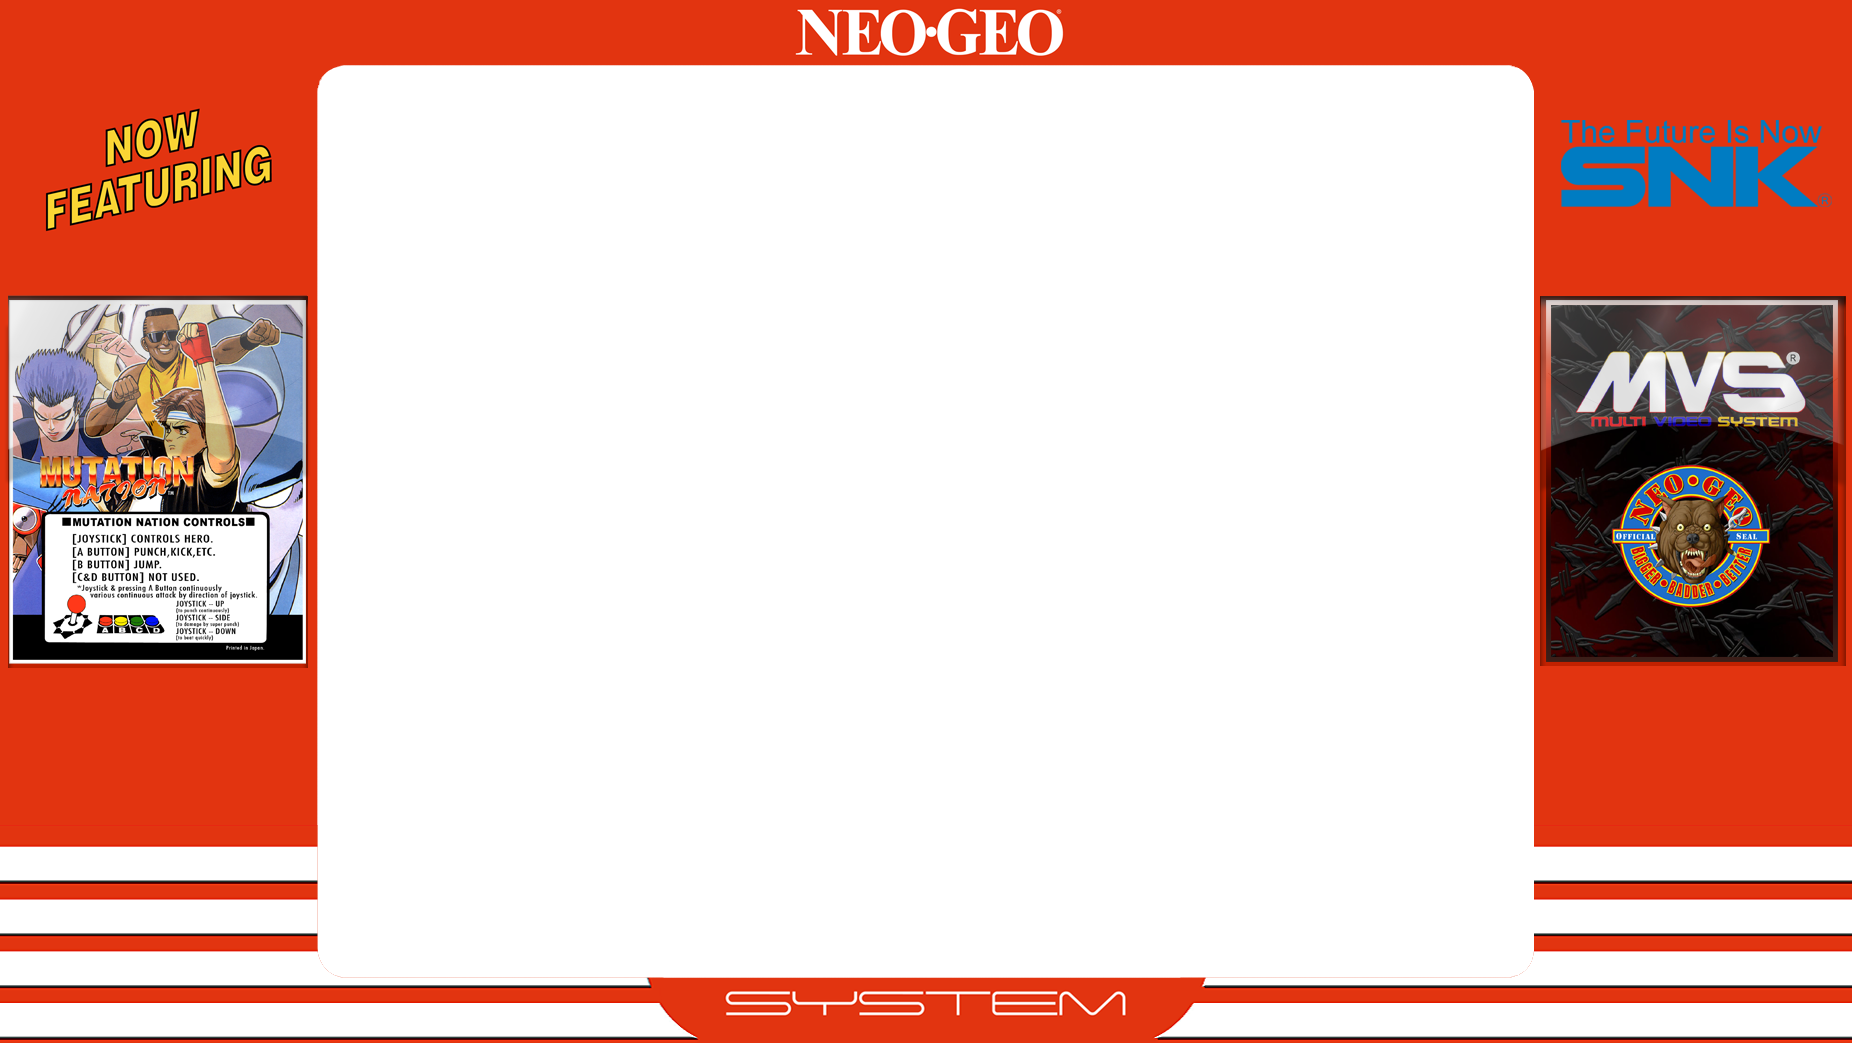 NEO•GEO®
NOW
FEATURING
The Future Is Now
SNK®
MUTATION
NATION™
■MUTATION NATION CONTROLS■
[JOYSTICK] CONTROLS HERO.
[A BUTTON] PUNCH,KICK,ETC.
[B BUTTON] JUMP.
[C&D BUTTON] NOT USED.
*Joystick & pressing A Button continuously
various continuous attack by direction of joystick.
JOYSTICK – UP
(to punch continuously)
JOYSTICK – SIDE
(to damage by super punch)
JOYSTICK – DOWN
(to beat quickly)
A B C D
Printed in Japan.
MVS®
MULTI VIDEO SYSTEM
NEO•GEO
OFFICIAL SEAL
BIGGER•BADDER•BETTER
SYSTEM